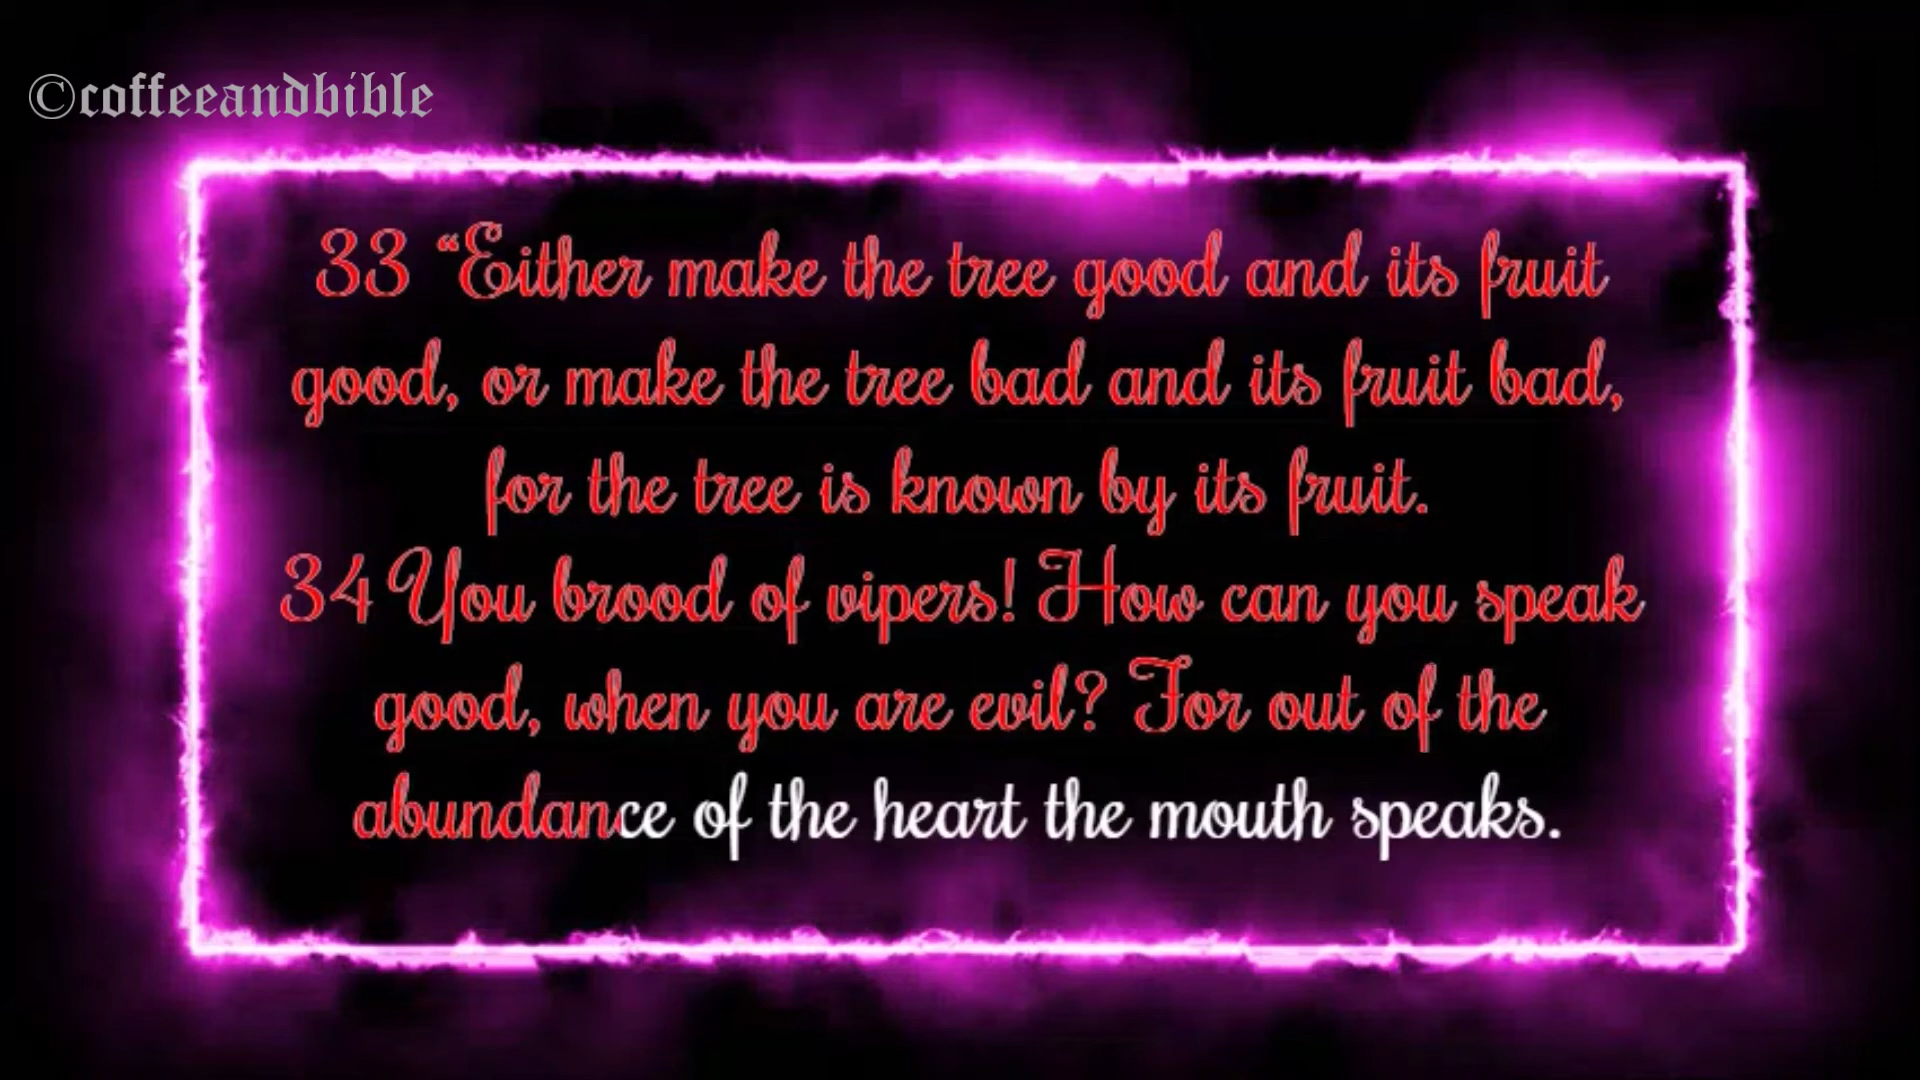 ©coffeeandbible
33 “Either make the tree good and its fruit
good, or make the tree bad and its fruit bad,
for the tree is known by its fruit.
34 You brood of vipers! How can you speak
good, when you are evil? For out of the
abundance of the heart the mouth speaks.